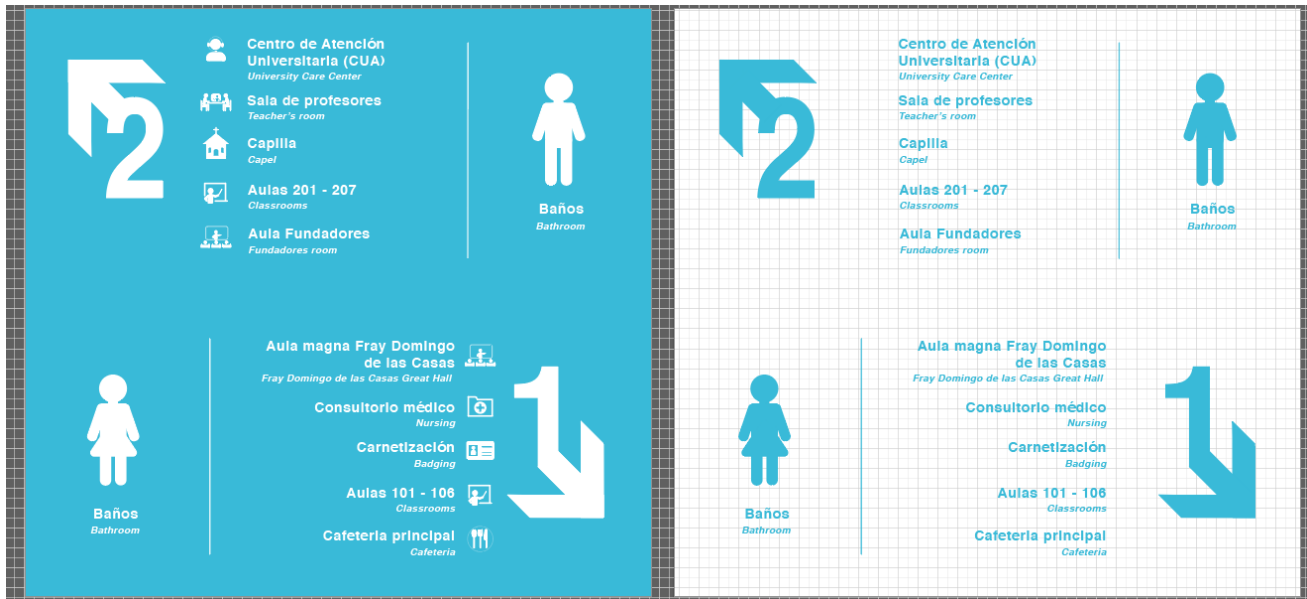 2
Centro de Atención
Universitaria (CUA)
University Care Center
Sala de profesores
Teacher's room
Capilla
Capel
Aulas 201 - 207
Classrooms
Aula Fundadores
Fundadores room
Baños
Bathroom
Baños
Bathroom
Aula magna Fray Domingo
de las Casas
Fray Domingo de las Casas Great Hall
Consultorio médico
Nursing
Carnetización
Badging
Aulas 101 - 106
Classrooms
Cafeteria principal
Cafeteria
1
2
Centro de Atención
Universitaria (CUA)
University Care Center
Sala de profesores
Teacher's room
Capilla
Capel
Aulas 201 - 207
Classrooms
Aula Fundadores
Fundadores room
Baños
Bathroom
Baños
Bathroom
Aula magna Fray Domingo
de las Casas
Fray Domingo de las Casas Great Hall
Consultorio médico
Nursing
Carnetización
Badging
Aulas 101 - 106
Classrooms
Cafeteria principal
Cafeteria
1